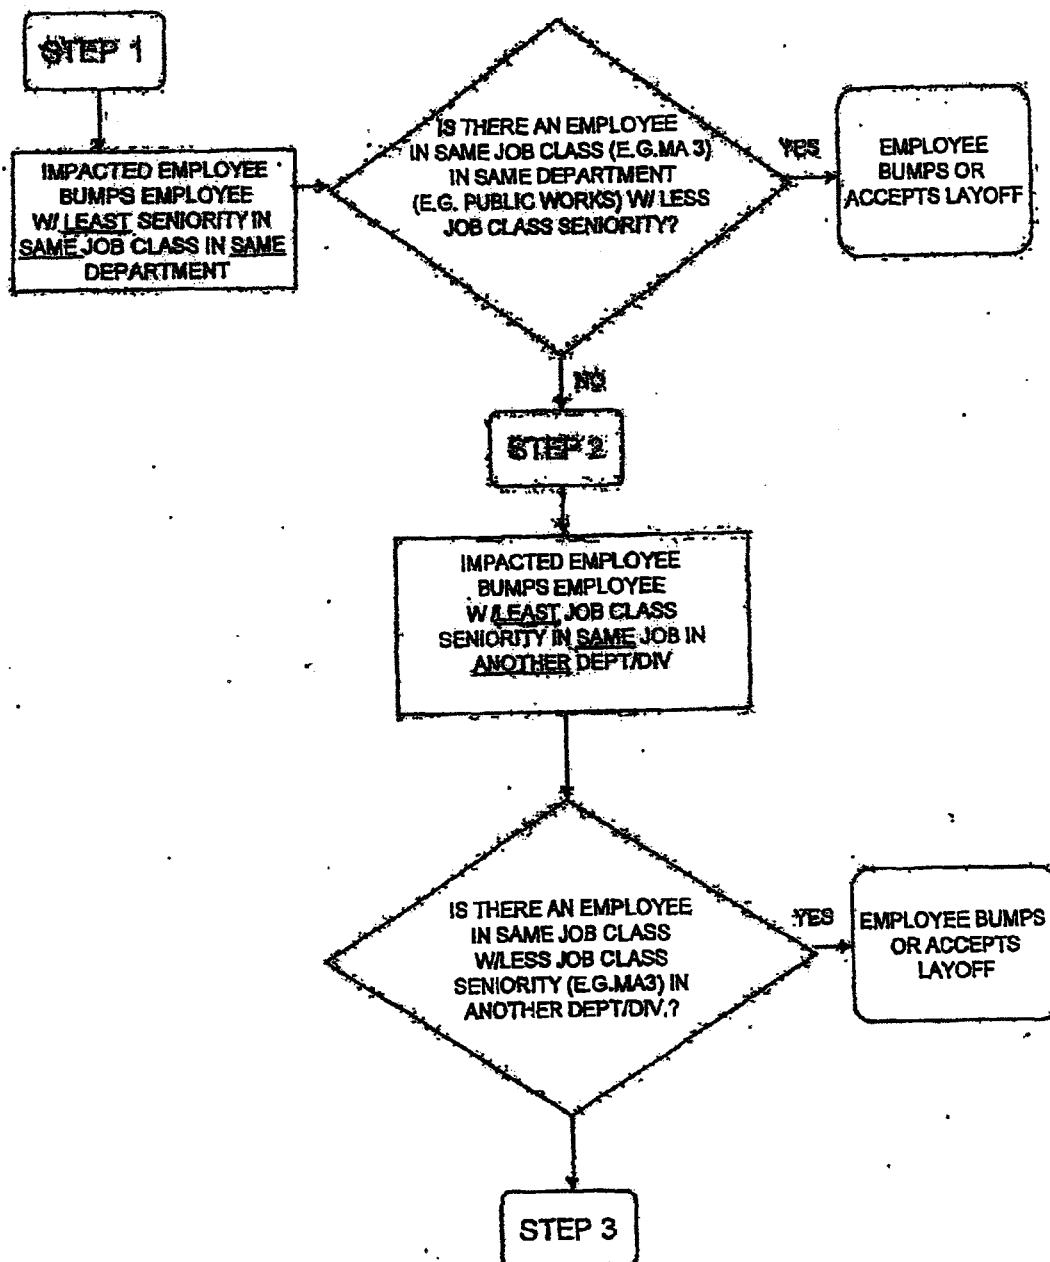 STEP 1
IMPACTED EMPLOYEE
BUMPS EMPLOYEE
W/ LEAST SENIORITY IN
SAME JOB CLASS IN SAME
DEPARTMENT
IS THERE AN EMPLOYEE
IN SAME JOB CLASS (E.G.MA 3)
IN SAME DEPARTMENT
(E.G. PUBLIC WORKS) W/ LESS
JOB CLASS SENIORITY?
YES
EMPLOYEE
BUMPS OR
ACCEPTS LAYOFF
NO
STEP 2
IMPACTED EMPLOYEE
BUMPS EMPLOYEE
W/LEAST JOB CLASS
SENIORITY IN SAME JOB IN
ANOTHER DEPT/DIV
IS THERE AN EMPLOYEE
IN SAME JOB CLASS
W/LESS JOB CLASS
SENIORITY (E.G.MA3) IN
ANOTHER DEPT/DIV.?
YES
EMPLOYEE BUMPS
OR ACCEPTS
LAYOFF
STEP 3